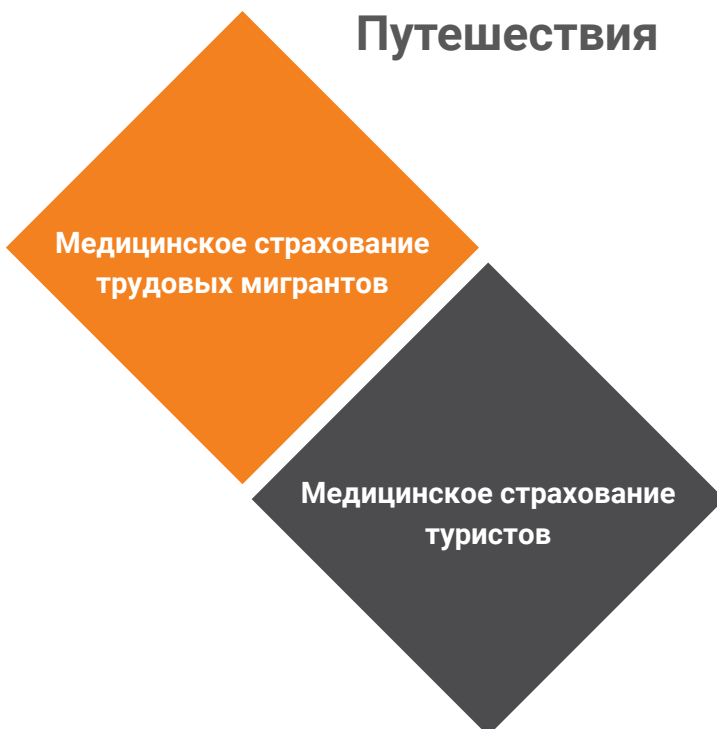 Путешествия
Медицинское страхование
трудовых мигрантов
Медицинское страхование
туристов